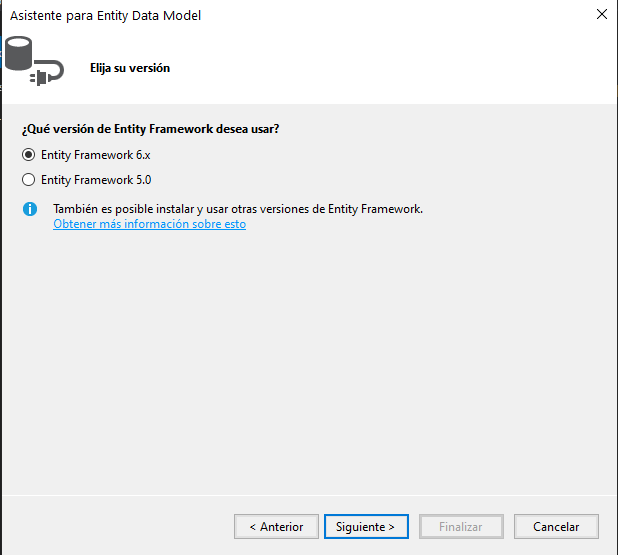 Asistente para Entity Data Model
Elija su versión
¿Qué versión de Entity Framework desea usar?
Entity Framework 6.x
Entity Framework 5.0
También es posible instalar y usar otras versiones de Entity Framework.
Obtener más información sobre esto
< Anterior
Siguiente >
Finalizar
Cancelar